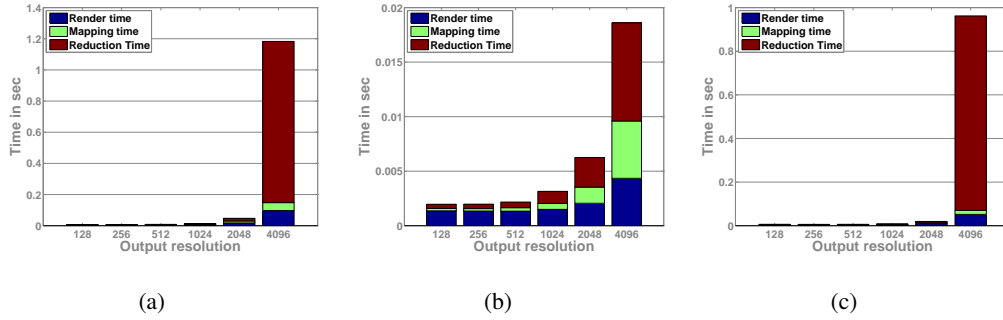 Time in sec
1.4
1.2
1
0.8
0.6
0.4
0.2
0
Render time
Mapping time
Reduction Time
128 256 512 1024 2048 4096
Output resolution
(a)
Time in sec
0.02
0.015
0.01
0.005
0
Render time
Mapping time
Reduction Time
128 256 512 1024 2048 4096
Output resolution
(b)
Time in sec
1
0.8
0.6
0.4
0.2
0
Render time
Mapping time
Reduction Time
128 256 512 1024 2048 4096
Output resolution
(c)